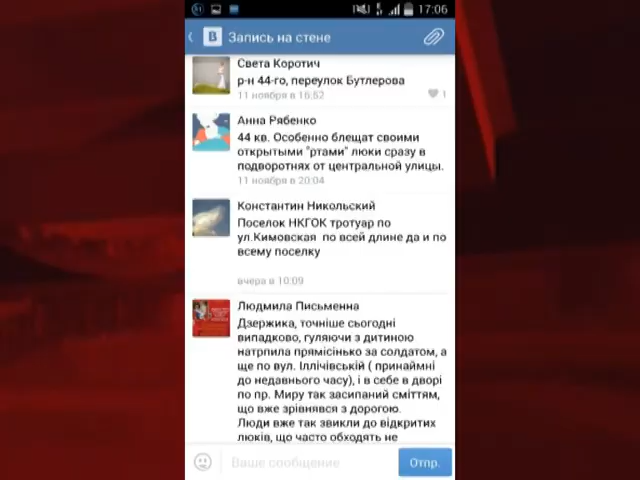 17:06
В Запись на стене
Света Коротич
р-н 44-го, переулок Бутлерова
11 ноября в 16:52
1
Анна Рябенко
44 кв. Особенно блещат своими
открытыми "ртами" люки сразу в
подворотнях от центральной улицы.
11 ноября в 20:04
Константин Никольский
Поселок НКГОК тротуар по
ул.Кимовская по всей длине да и по
всему поселку
вчера в 10:09
Людмила Письменна
Дзержика, точніше сьогодні
випадково, гуляючи з дитиною
натрпила прямісінько за солдатом, а
ще по вул. Іллічівській ( принаймні
до недавнього часу), і в себе в дворі
по пр. Миру так засипаний сміттям,
що вже зрівнявся з дорогою.
Люди вже так звикли до відкритих
люків, що часто обходять не
Ваше сообщение
Отпр.